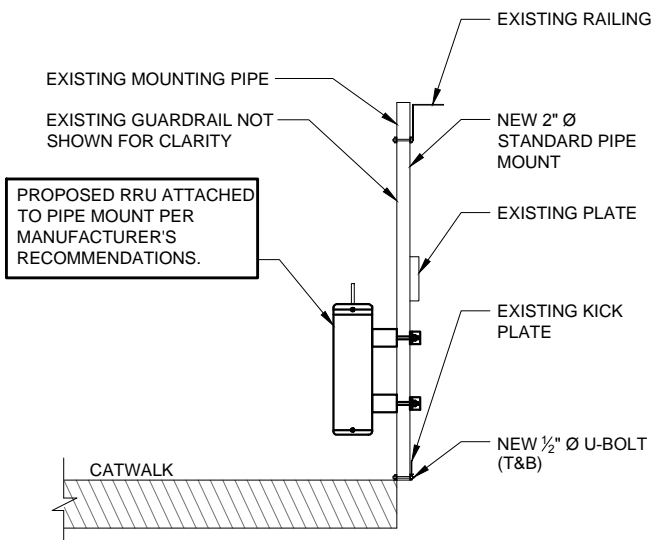 EXISTING RAILING
EXISTING MOUNTING PIPE
EXISTING GUARDRAIL NOT
SHOWN FOR CLARITY
NEW 2" Ø
STANDARD PIPE
MOUNT
PROPOSED RRU ATTACHED
TO PIPE MOUNT PER
MANUFACTURER'S
RECOMMENDATIONS.
EXISTING PLATE
EXISTING KICK
PLATE
NEW ½" Ø U-BOLT
(T&B)
CATWALK